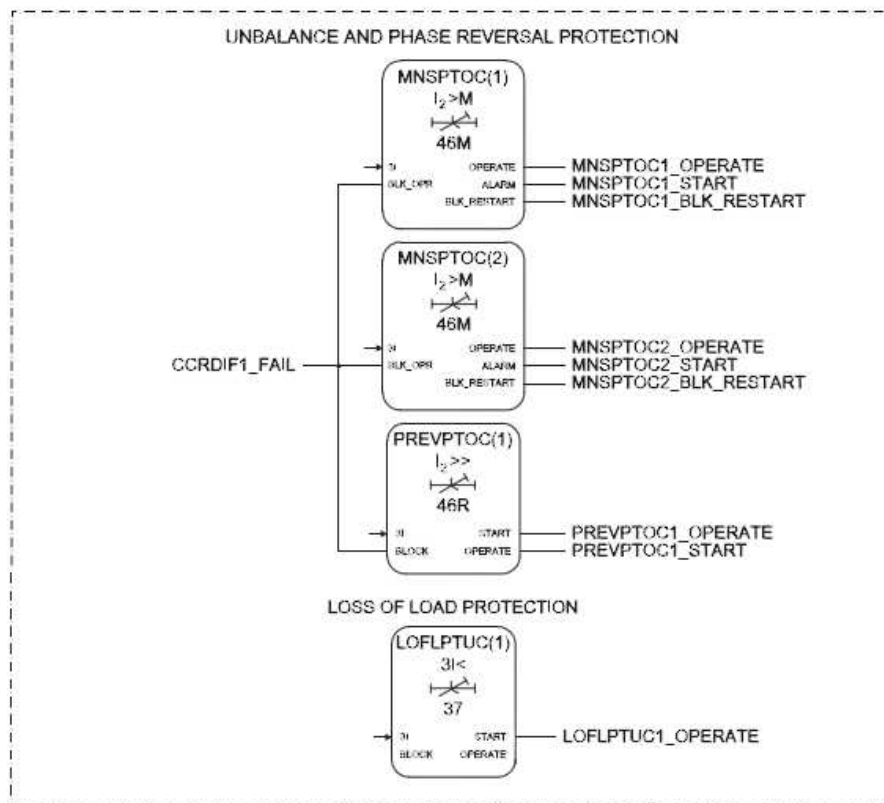 UNBALANCE AND PHASE REVERSAL PROTECTION
MNSPTOC(1)
I2>M
46M
3I OPERATE MNSPTOC1_OPERATE
BLK_OPR ALARM MNSPTOC1_START
BLK_RESTART MNSPTOC1_BLK_RESTART
MNSPTOC(2)
I2>M
46M
3I OPERATE MNSPTOC2_OPERATE
CCRDIF1_FAIL BLK_OPR ALARM MNSPTOC2_START
BLK_RESTART MNSPTOC2_BLK_RESTART
PREVPTOC(1)
I2>>
46R
3I START PREVPTOC1_OPERATE
BLOCK OPERATE PREVPTOC1_START
LOSS OF LOAD PROTECTION
LOFLPTUC(1)
3I<
37
3I START LOFLPTUC1_OPERATE
BLOCK OPERATE